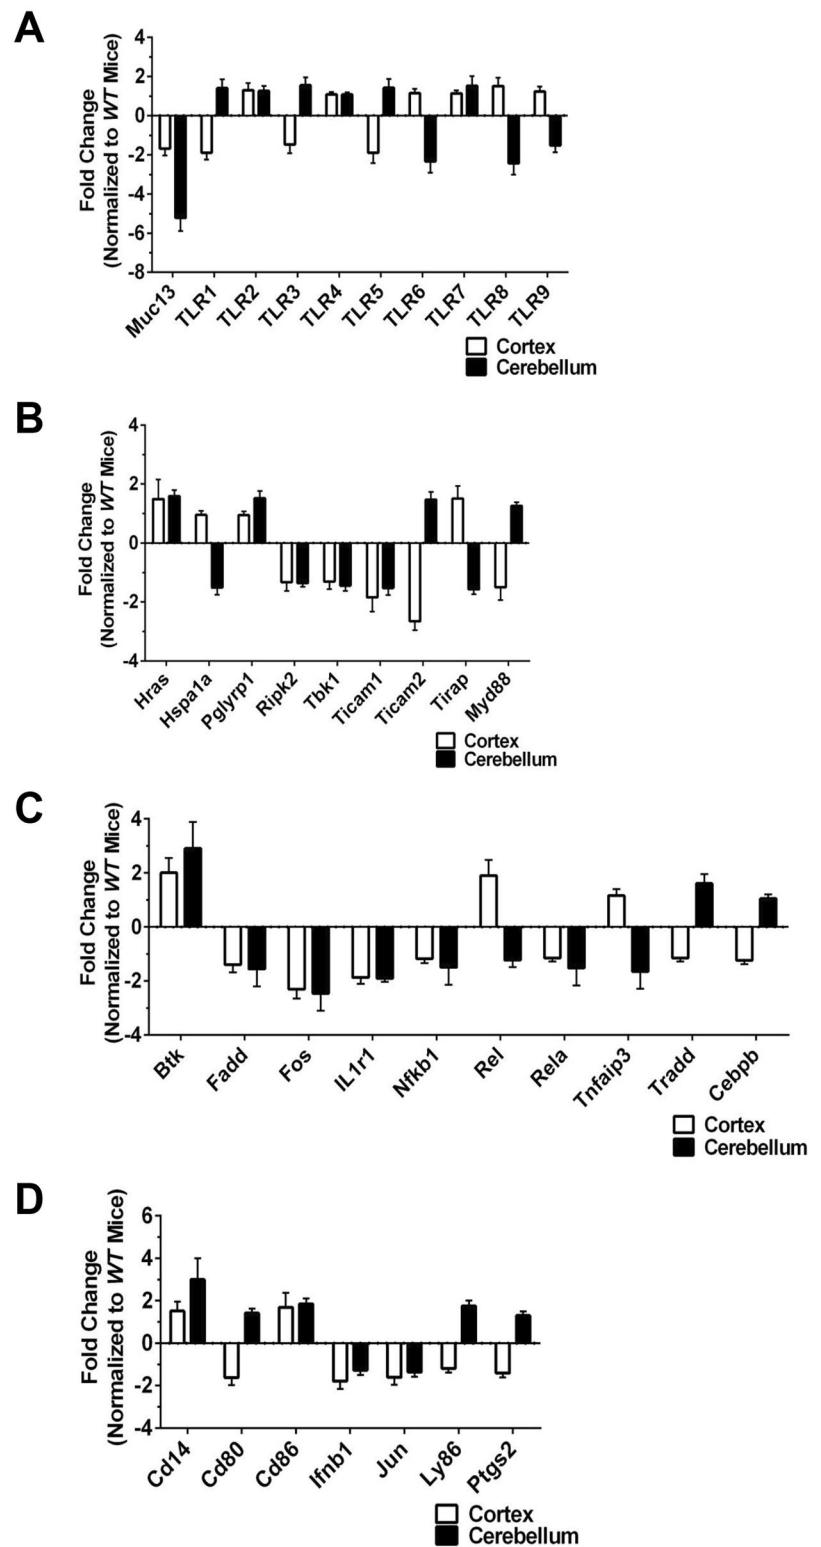 A
Fold Change
(Normalized to WT Mice)
4
2
0
-2
-4
-6
-8
Muc13
TLR1
TLR2
TLR3
TLR4
TLR5
TLR6
TLR7
TLR8
TLR9
Cortex
Cerebellum
B
Fold Change
(Normalized to WT Mice)
4
2
0
-2
-4
Hras
Hspa1a
Pglyrp1
Ripk2
Tbk1
Ticam1
Ticam2
Tirap
Myd88
Cortex
Cerebellum
C
Fold Change
(Normalized to WT Mice)
4
2
0
-2
-4
Btk
Fadd
Fos
IL1r1
Nfkb1
Rel
Rela
Tnfaip3
Tradd
Cebpb
Cortex
Cerebellum
D
Fold Change
(Normalized to WT Mice)
6
4
2
0
-2
-4
Cd14
Cd80
Cd86
Ifnb1
Jun
Ly86
Ptgs2
Cortex
Cerebellum